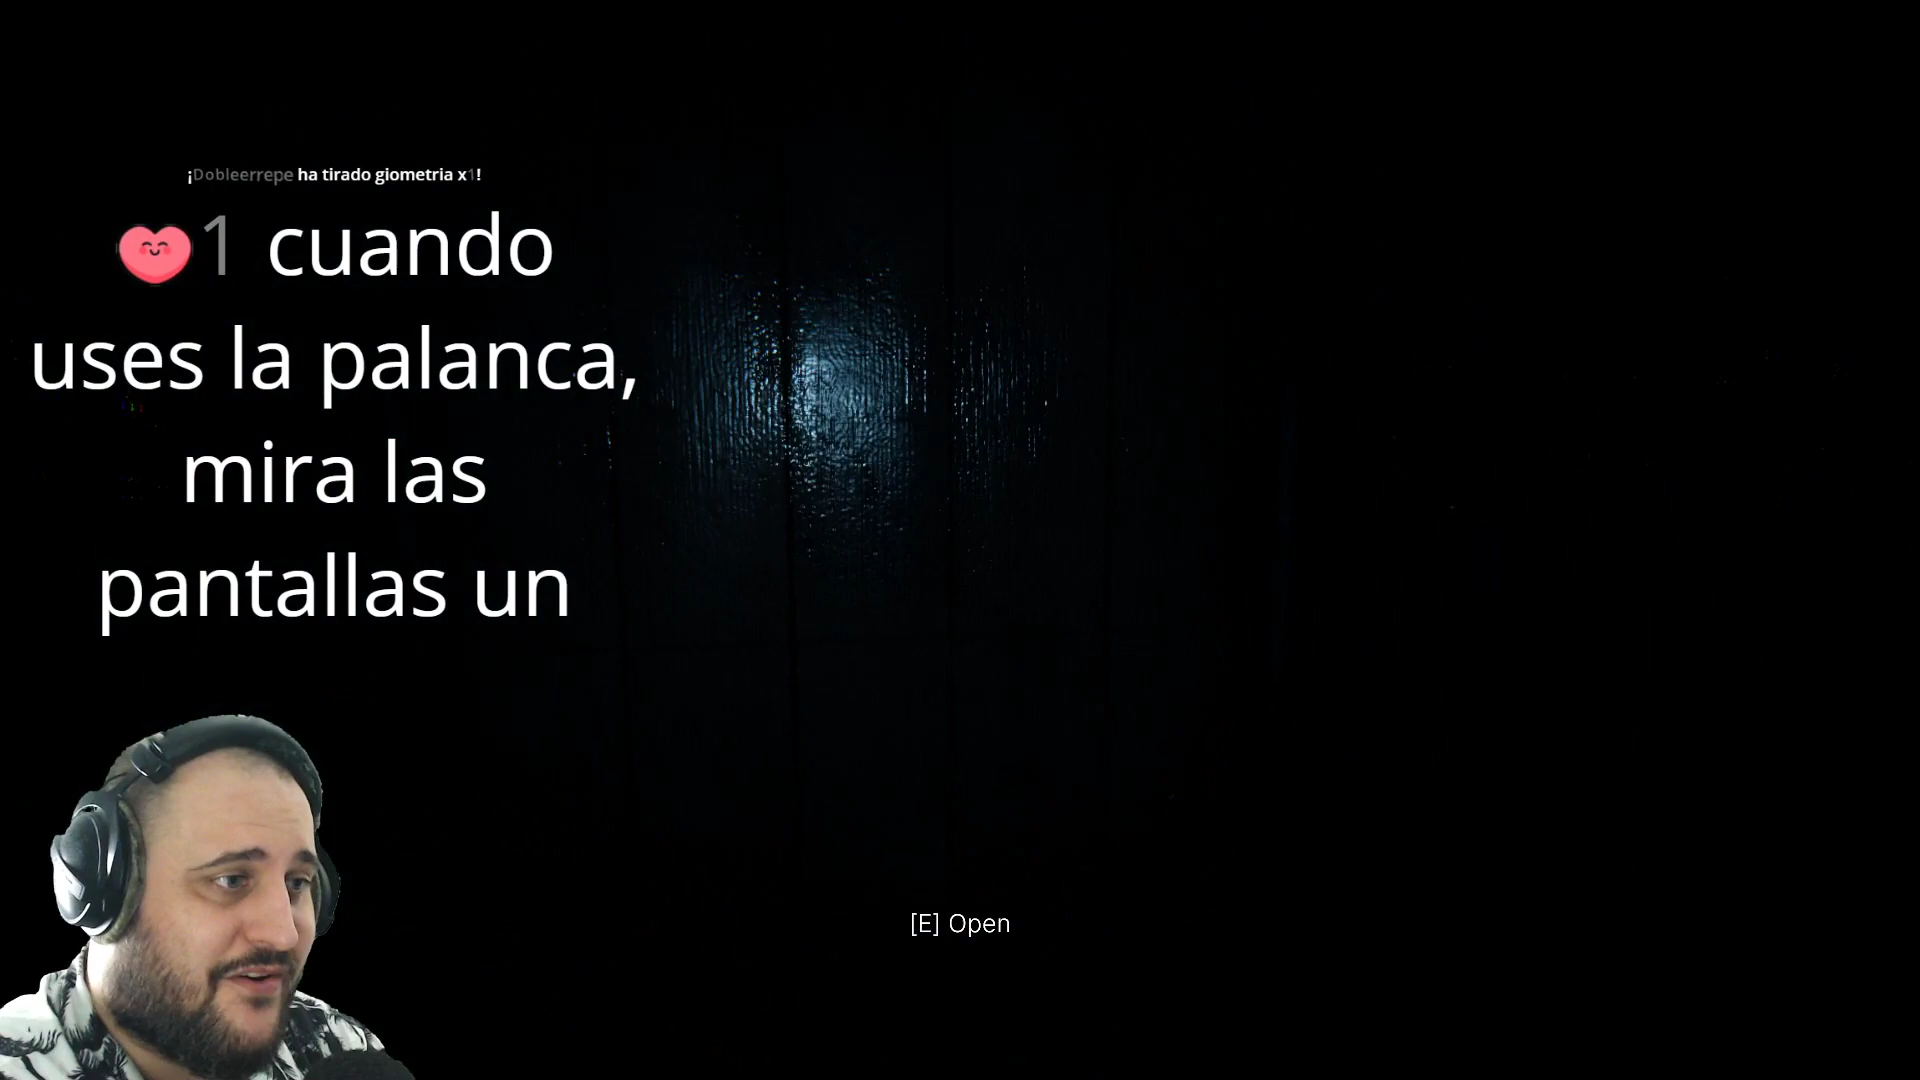 ¡Dobleerrepe ha tirado giometria x1!
1 cuando
uses la palanca,
mira las
pantallas un
[E] Open